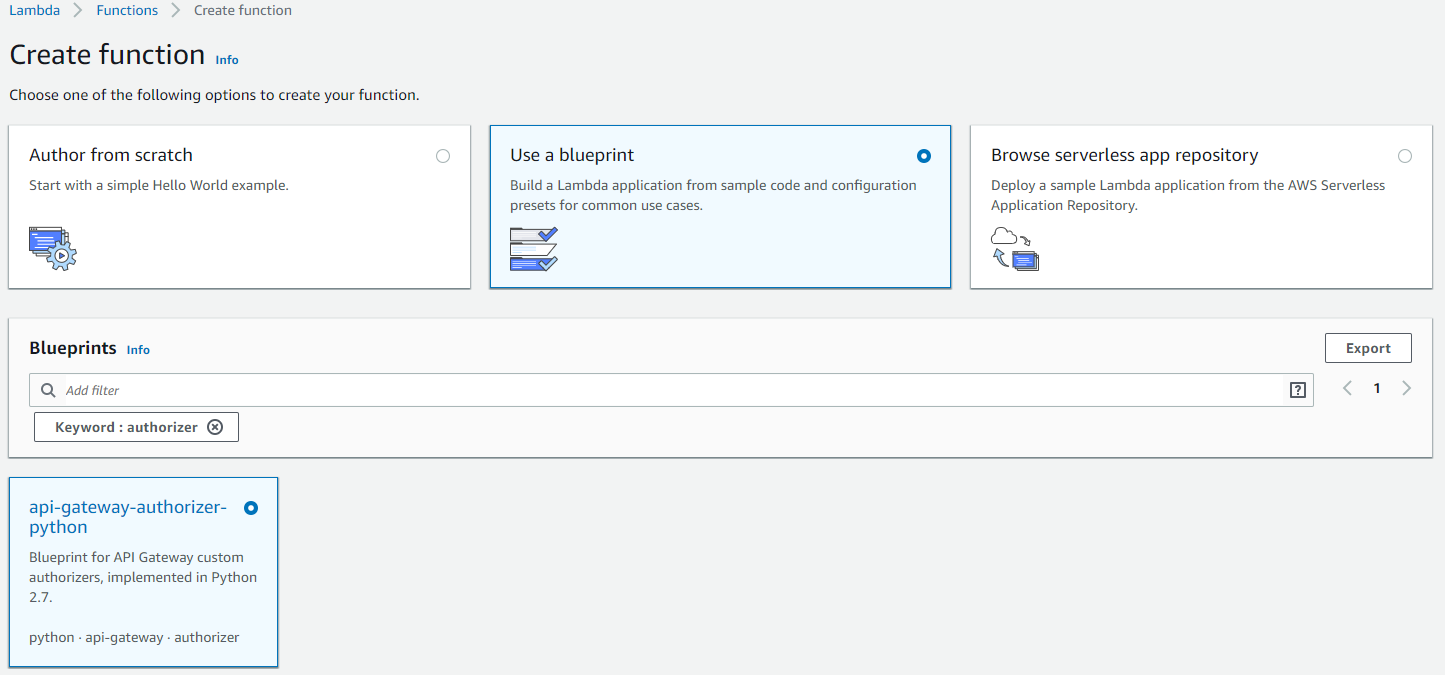 Lambda > Functions > Create function
Create function Info
Choose one of the following options to create your function.
Author from scratch
Start with a simple Hello World example.
Use a blueprint
Build a Lambda application from sample code and configuration
presets for common use cases.
Browse serverless app repository
Deploy a sample Lambda application from the AWS Serverless
Application Repository.
Blueprints Info
Export
Add filter
?
1
Keyword : authorizer
api-gateway-authorizer-
python
Blueprint for API Gateway custom
authorizers, implemented in Python
2.7.
python · api-gateway · authorizer